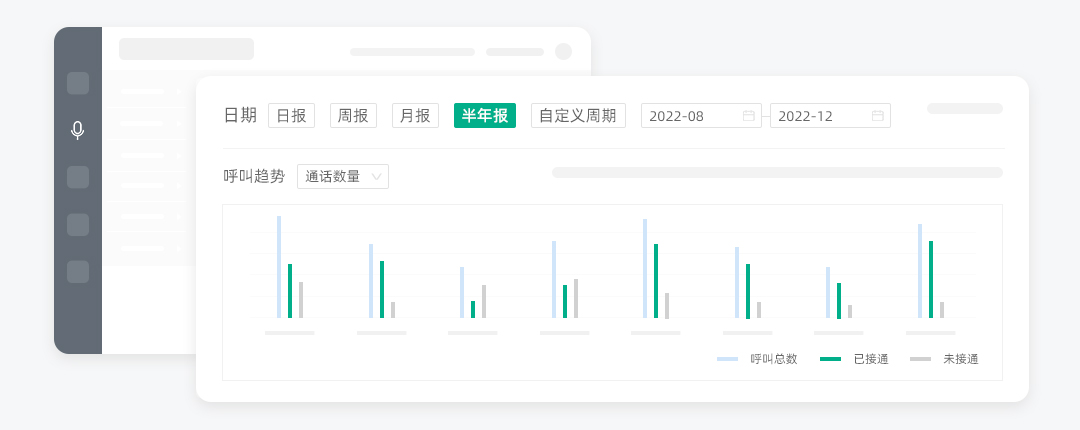 日期 日报 周报 月报 半年报 自定义周期 2022-08 2022-12
呼叫趋势 通话数量
呼叫总数 已接通 未接通